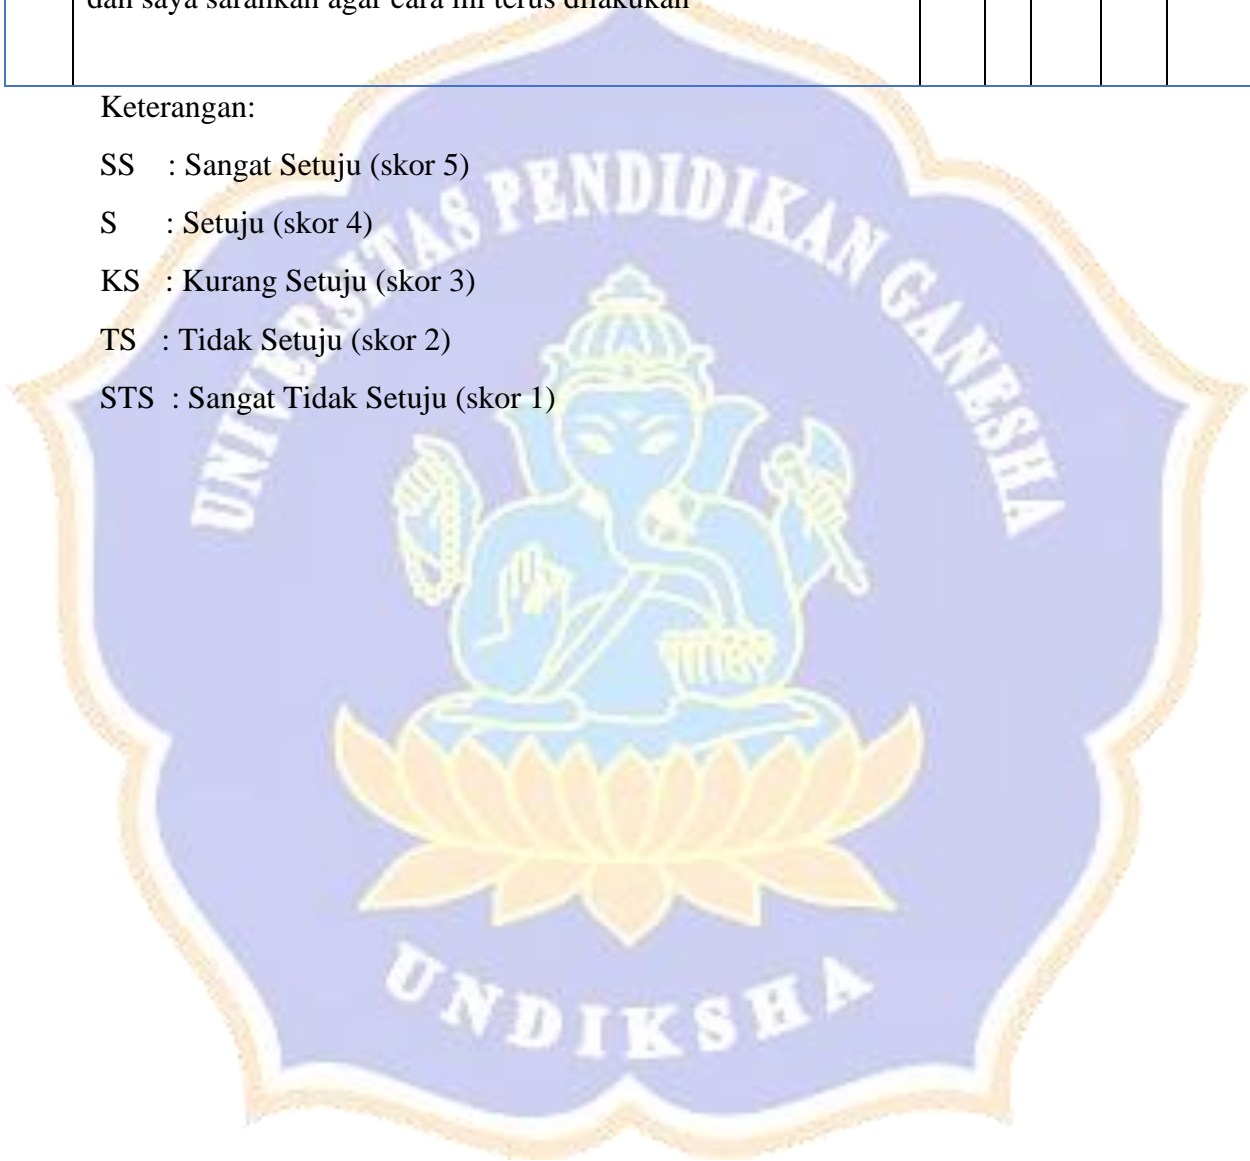 dan saya sarankan agar cara ini terus dilakukan
Keterangan:
SS : Sangat Setuju (skor 5)
S : Setuju (skor 4)
KS : Kurang Setuju (skor 3)
TS : Tidak Setuju (skor 2)
STS : Sangat Tidak Setuju (skor 1)
UNIVERSITAS PENDIDIKAN GANESHA
UNDIKSHA